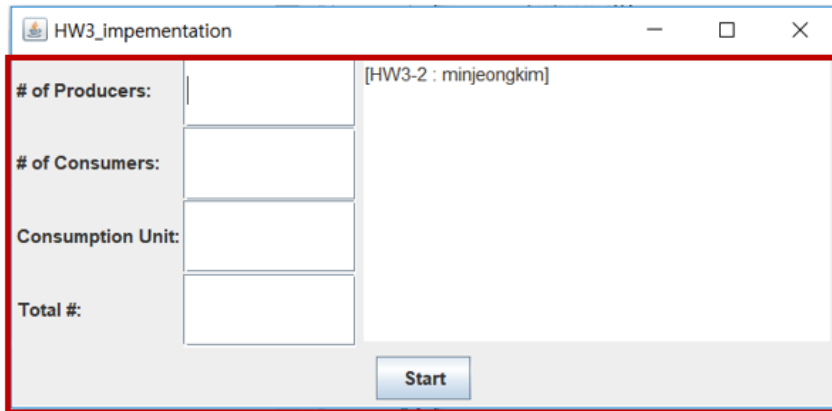 HW3_impementation
# of Producers:
[HW3-2 : minjeongkim]
# of Consumers:
Consumption Unit:
Total #:
Start